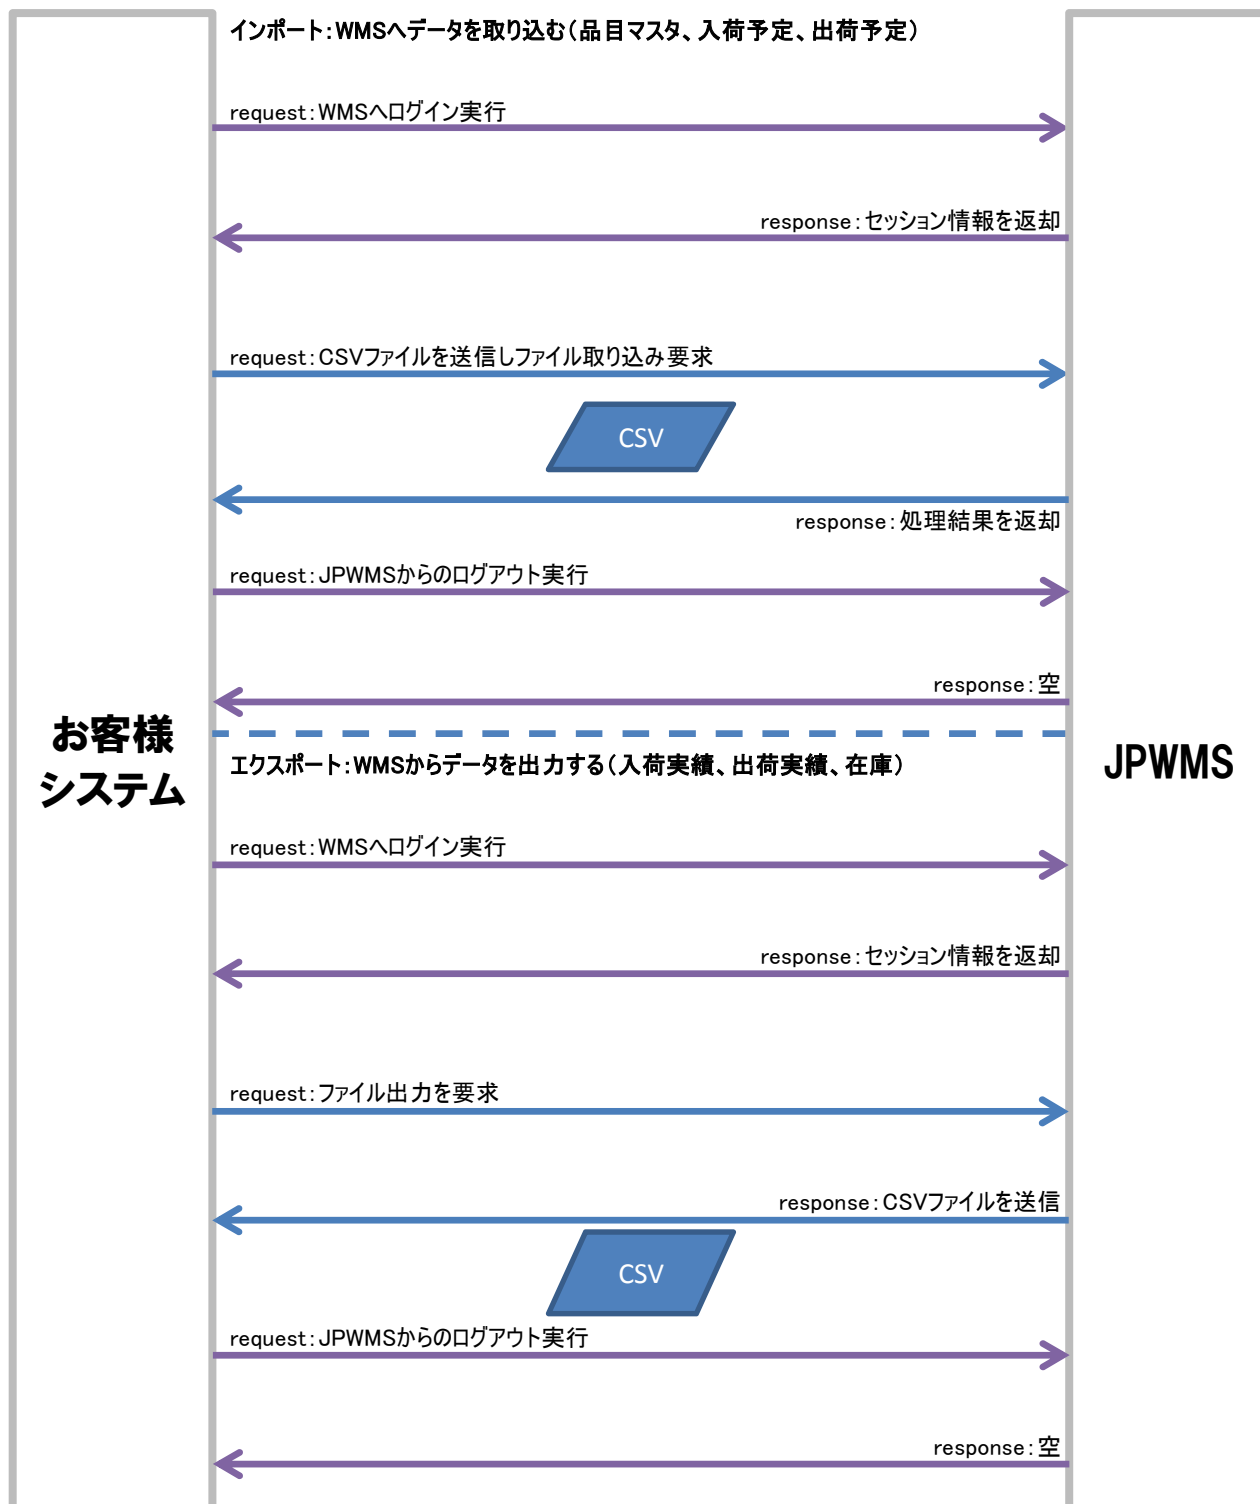 インポート:WMSへデータを取り込む(品目マスタ、入荷予定、出荷予定)
request:WMSへログイン実行
response:セッション情報を返却
request:CSVファイルを送信しファイル取り込み要求
CSV
response:処理結果を返却
request:JPWMSからのログアウト実行
response:空
お客様
システム
JPWMS
エクスポート:WMSからデータを出力する(入荷実績、出荷実績、在庫)
request:WMSへログイン実行
response:セッション情報を返却
request:ファイル出力を要求
response:CSVファイルを送信
CSV
request:JPWMSからのログアウト実行
response:空